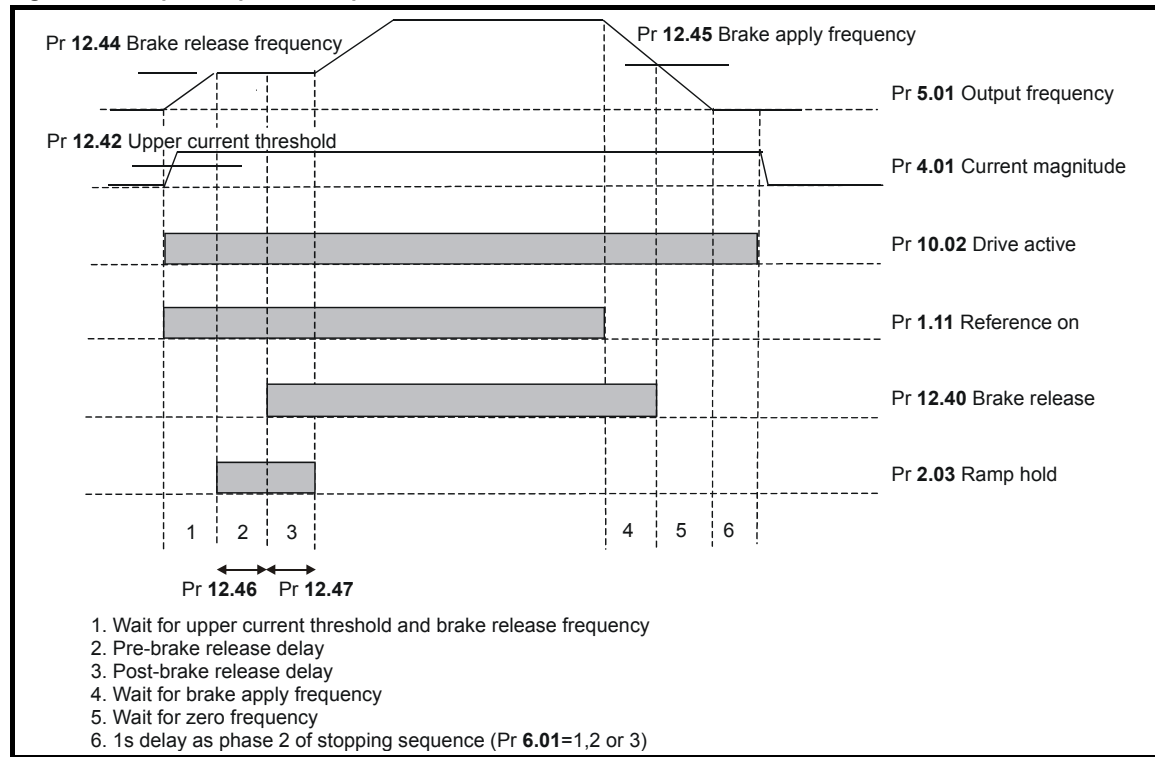 Pr 12.44 Brake release frequency
Pr 12.45 Brake apply frequency
Pr 5.01 Output frequency
Pr 12.42 Upper current threshold
Pr 4.01 Current magnitude
Pr 10.02 Drive active
Pr 1.11 Reference on
Pr 12.40 Brake release
Pr 2.03 Ramp hold
1 2 3 4 5 6
Pr 12.46 Pr 12.47
1. Wait for upper current threshold and brake release frequency
2. Pre-brake release delay
3. Post-brake release delay
4. Wait for brake apply frequency
5. Wait for zero frequency
6. 1s delay as phase 2 of stopping sequence (Pr 6.01=1,2 or 3)